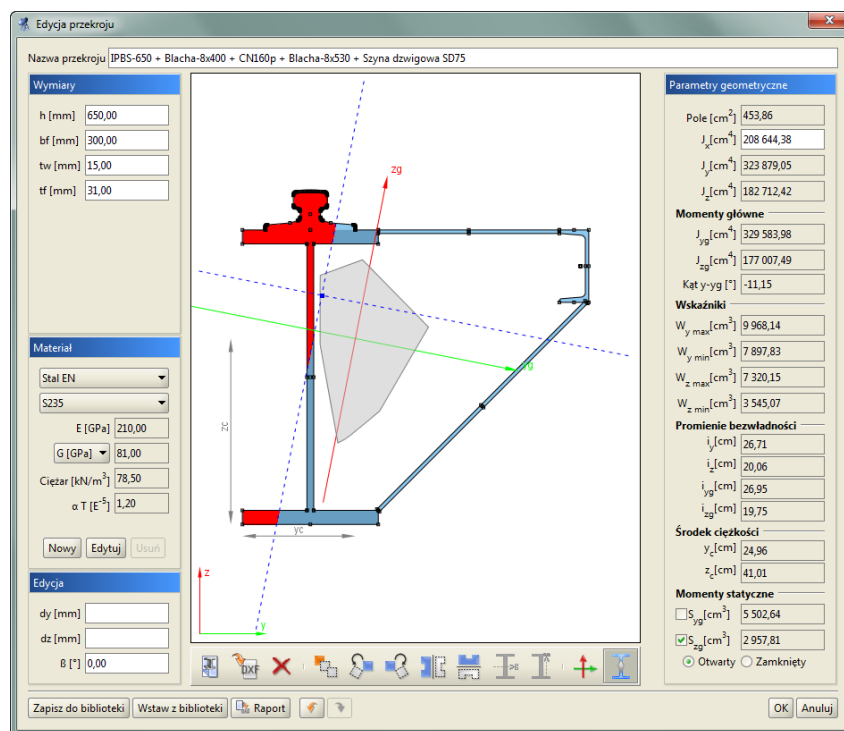 Edycja przekroju
Nazwa przekroju IPBS-650 + Blacha-8x400 + CN160p + Blacha-8x530 + Szyna dzwigowa SD75
Wymiary
h [mm] 650,00
bf [mm] 300,00
tw [mm] 15,00
tf [mm] 31,00
Materiał
Stal EN
S235
E [GPa] 210,00
G [GPa] 81,00
Ciężar [kN/m³] 78,50
α T [E⁻⁵] 1,20
Nowy Edytuj Usuń
Edycja
dy [mm]
dz [mm]
ß [°] 0,00
zg
yg
zc
yc
z
y
DXF
Parametry geometryczne
Pole [cm²] 453,86
Jx[cm⁴] 208 644,38
Jy[cm⁴] 323 879,05
Jz[cm⁴] 182 712,42
Momenty główne
Jyg[cm⁴] 329 583,98
Jzg[cm⁴] 177 007,49
Kąt y-yg [°] -11,15
Wskaźniki
Wy max[cm³] 9 968,14
Wy min[cm³] 7 897,83
Wz max[cm³] 7 320,15
Wz min[cm³] 3 545,07
Promienie bezwładności
iy[cm] 26,71
iz[cm] 20,06
iyg[cm] 26,95
izg[cm] 19,75
Środek ciężkości
yc[cm] 24,96
zc[cm] 41,01
Momenty statyczne
Syg[cm³] 5 502,64
Szg[cm³] 2 957,81
Otwarty Zamknięty
Zapisz do biblioteki Wstaw z biblioteki Raport
OK Anuluj